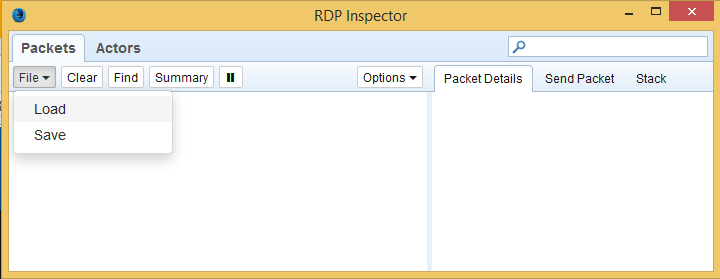 RDP Inspector
Packets Actors
File Clear Find Summary Options Packet Details Send Packet Stack
Load
Save